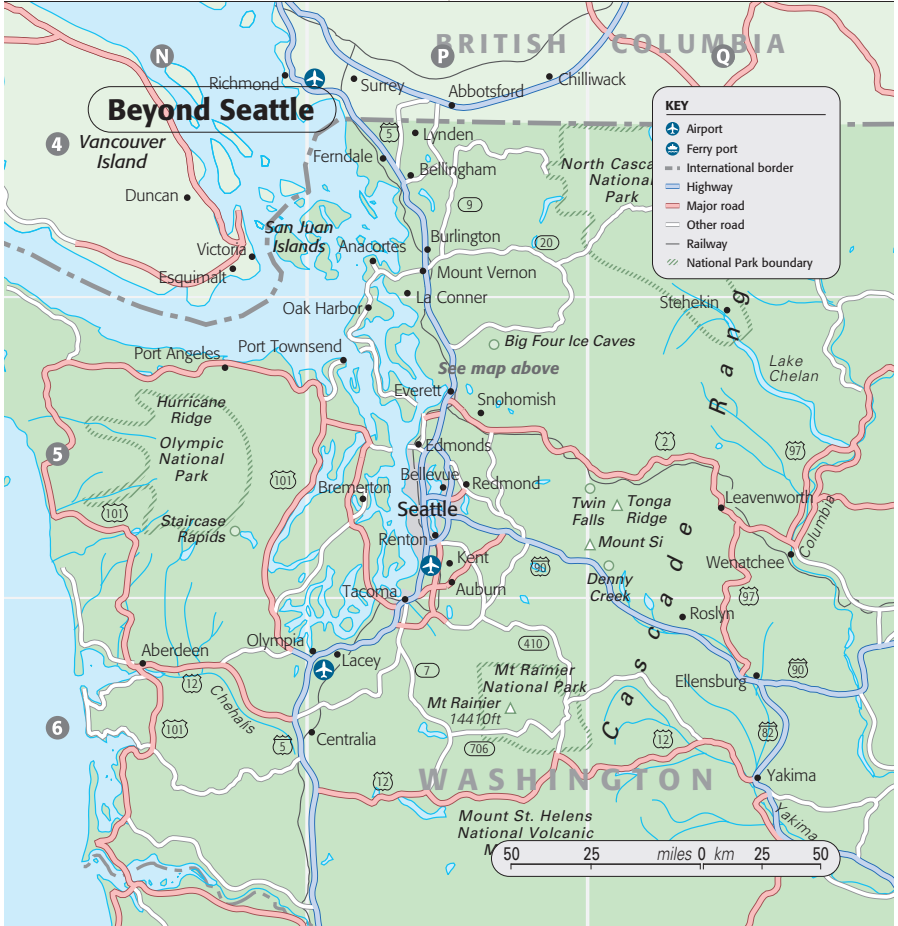 BRITISH COLUMBIA
N
P
Q
Richmond
Surrey
Chilliwack
Abbotsford
Beyond Seattle
KEY
Airport
Ferry port
International border
Highway
Major road
Other road
Railway
National Park boundary
4
Vancouver
Island
5
Lynden
Ferndale
Bellingham
North Casca
National
Park
Duncan
9
San Juan
Islands
Victoria
Anacortes
Burlington
20
Esquimalt
Mount Vernon
La Conner
Oak Harbor
Stehekin
Port Angeles
Port Townsend
Big Four Ice Caves
See map above
Lake
Chelan
Everett
Snohomish
Hurricane
Ridge
Cascade Rang
Olympic
National
Park
5
Edmonds
2
97
101
Bellevue
Redmond
Bremerton
Seattle
Twin
Falls
Tonga
Ridge
Leavenworth
Columbia
101
Staircase
Rapids
Renton
Mount Si
Kent
90
Wenatchee
Denny
Creek
Tacoma
Auburn
97
Roslyn
Olympia
410
Aberdeen
Lacey
7
Mt Rainier
National Park
90
Ellensburg
12
Chehalis
Mt Rainier
14410ft
6
101
5
Centralia
706
12
82
12
WASHINGTON
Yakima
Mount St. Helens
National Volcanic
M
Yakima
50 25 miles 0 km 25 50